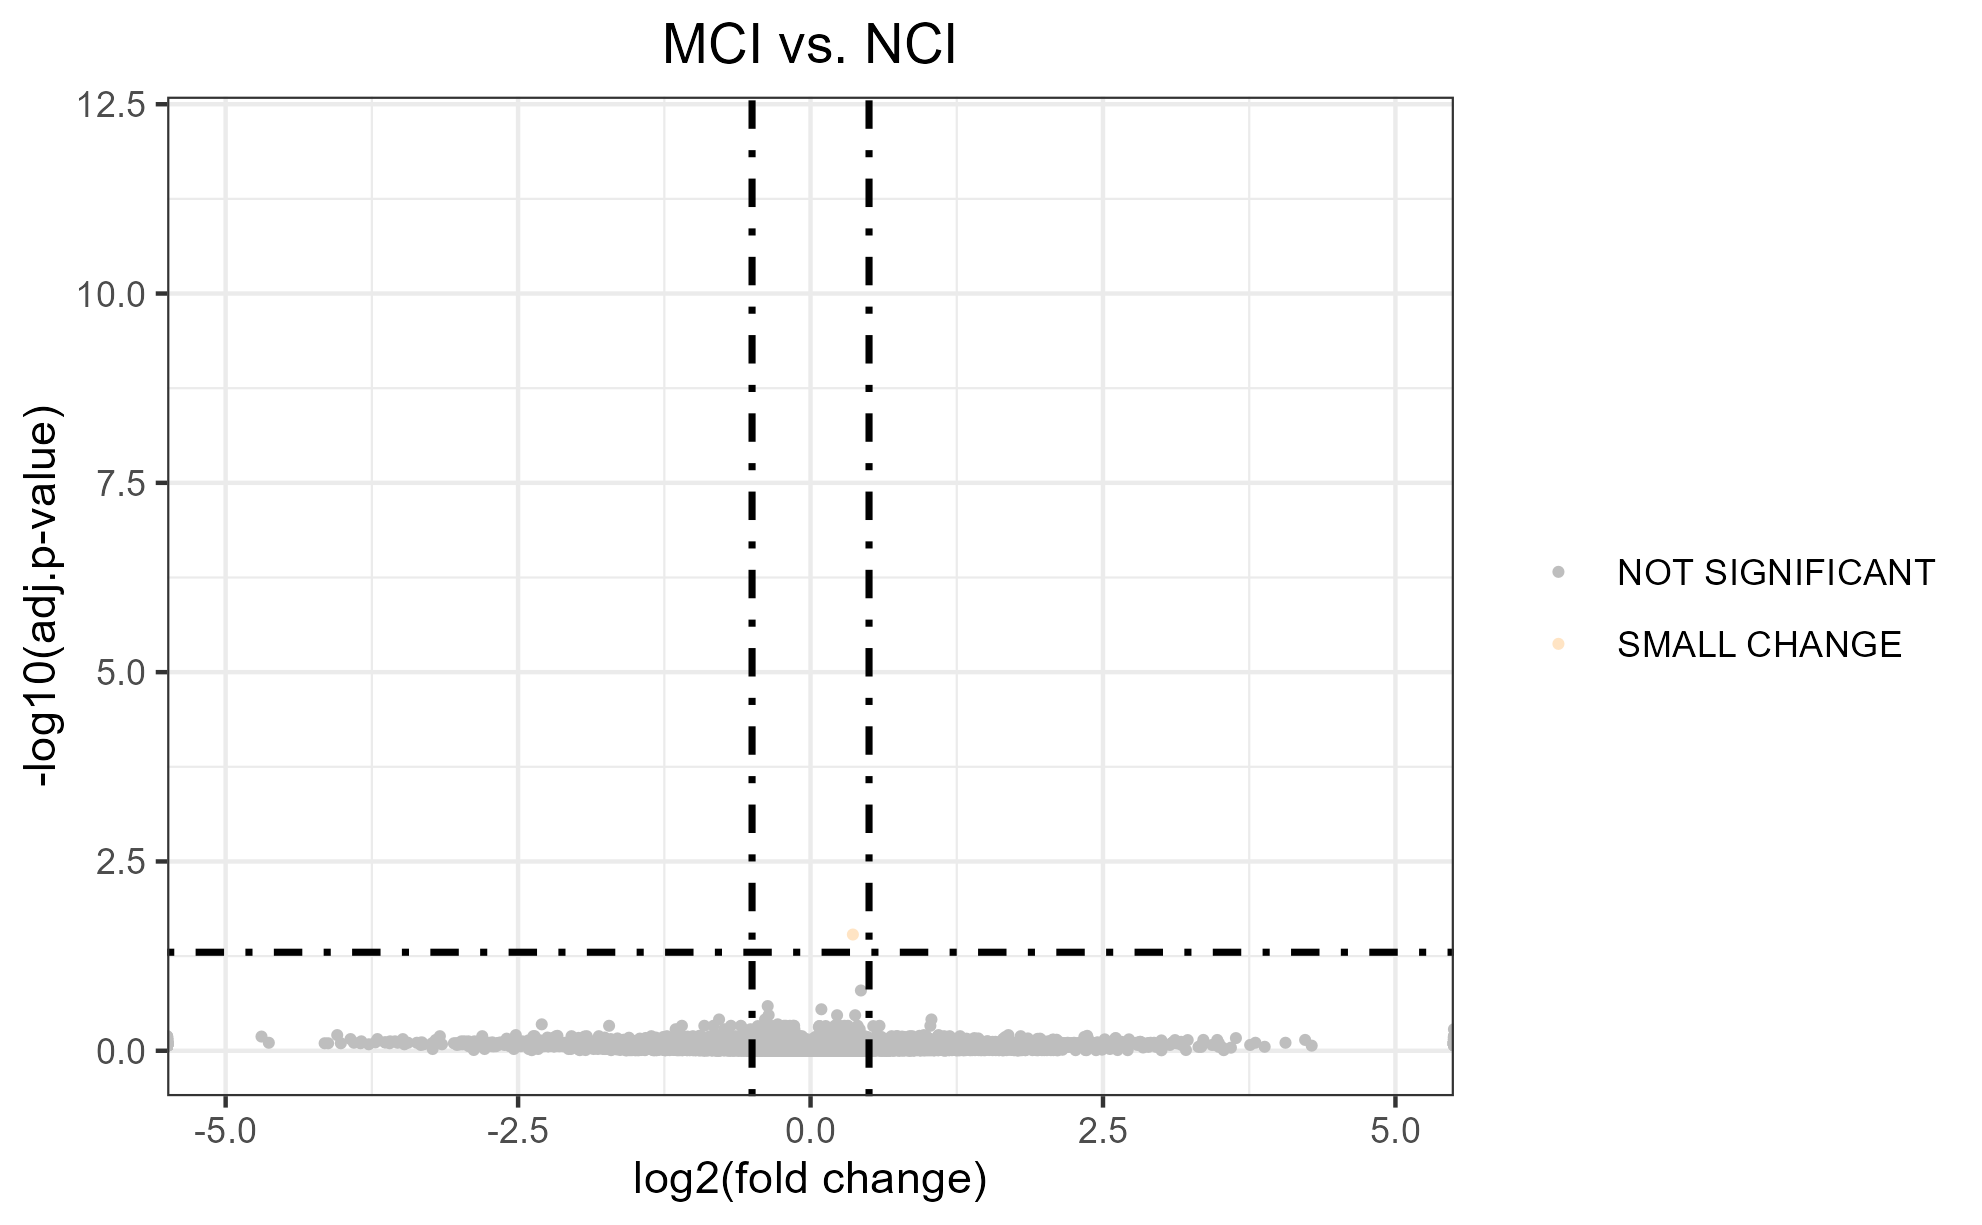 MCI vs. NCI
12.5
10.0
7.5
5.0
2.5
0.0
-log10(adj.p-value)
-5.0
-2.5
0.0
2.5
5.0
log2(fold change)
NOT SIGNIFICANT
SMALL CHANGE